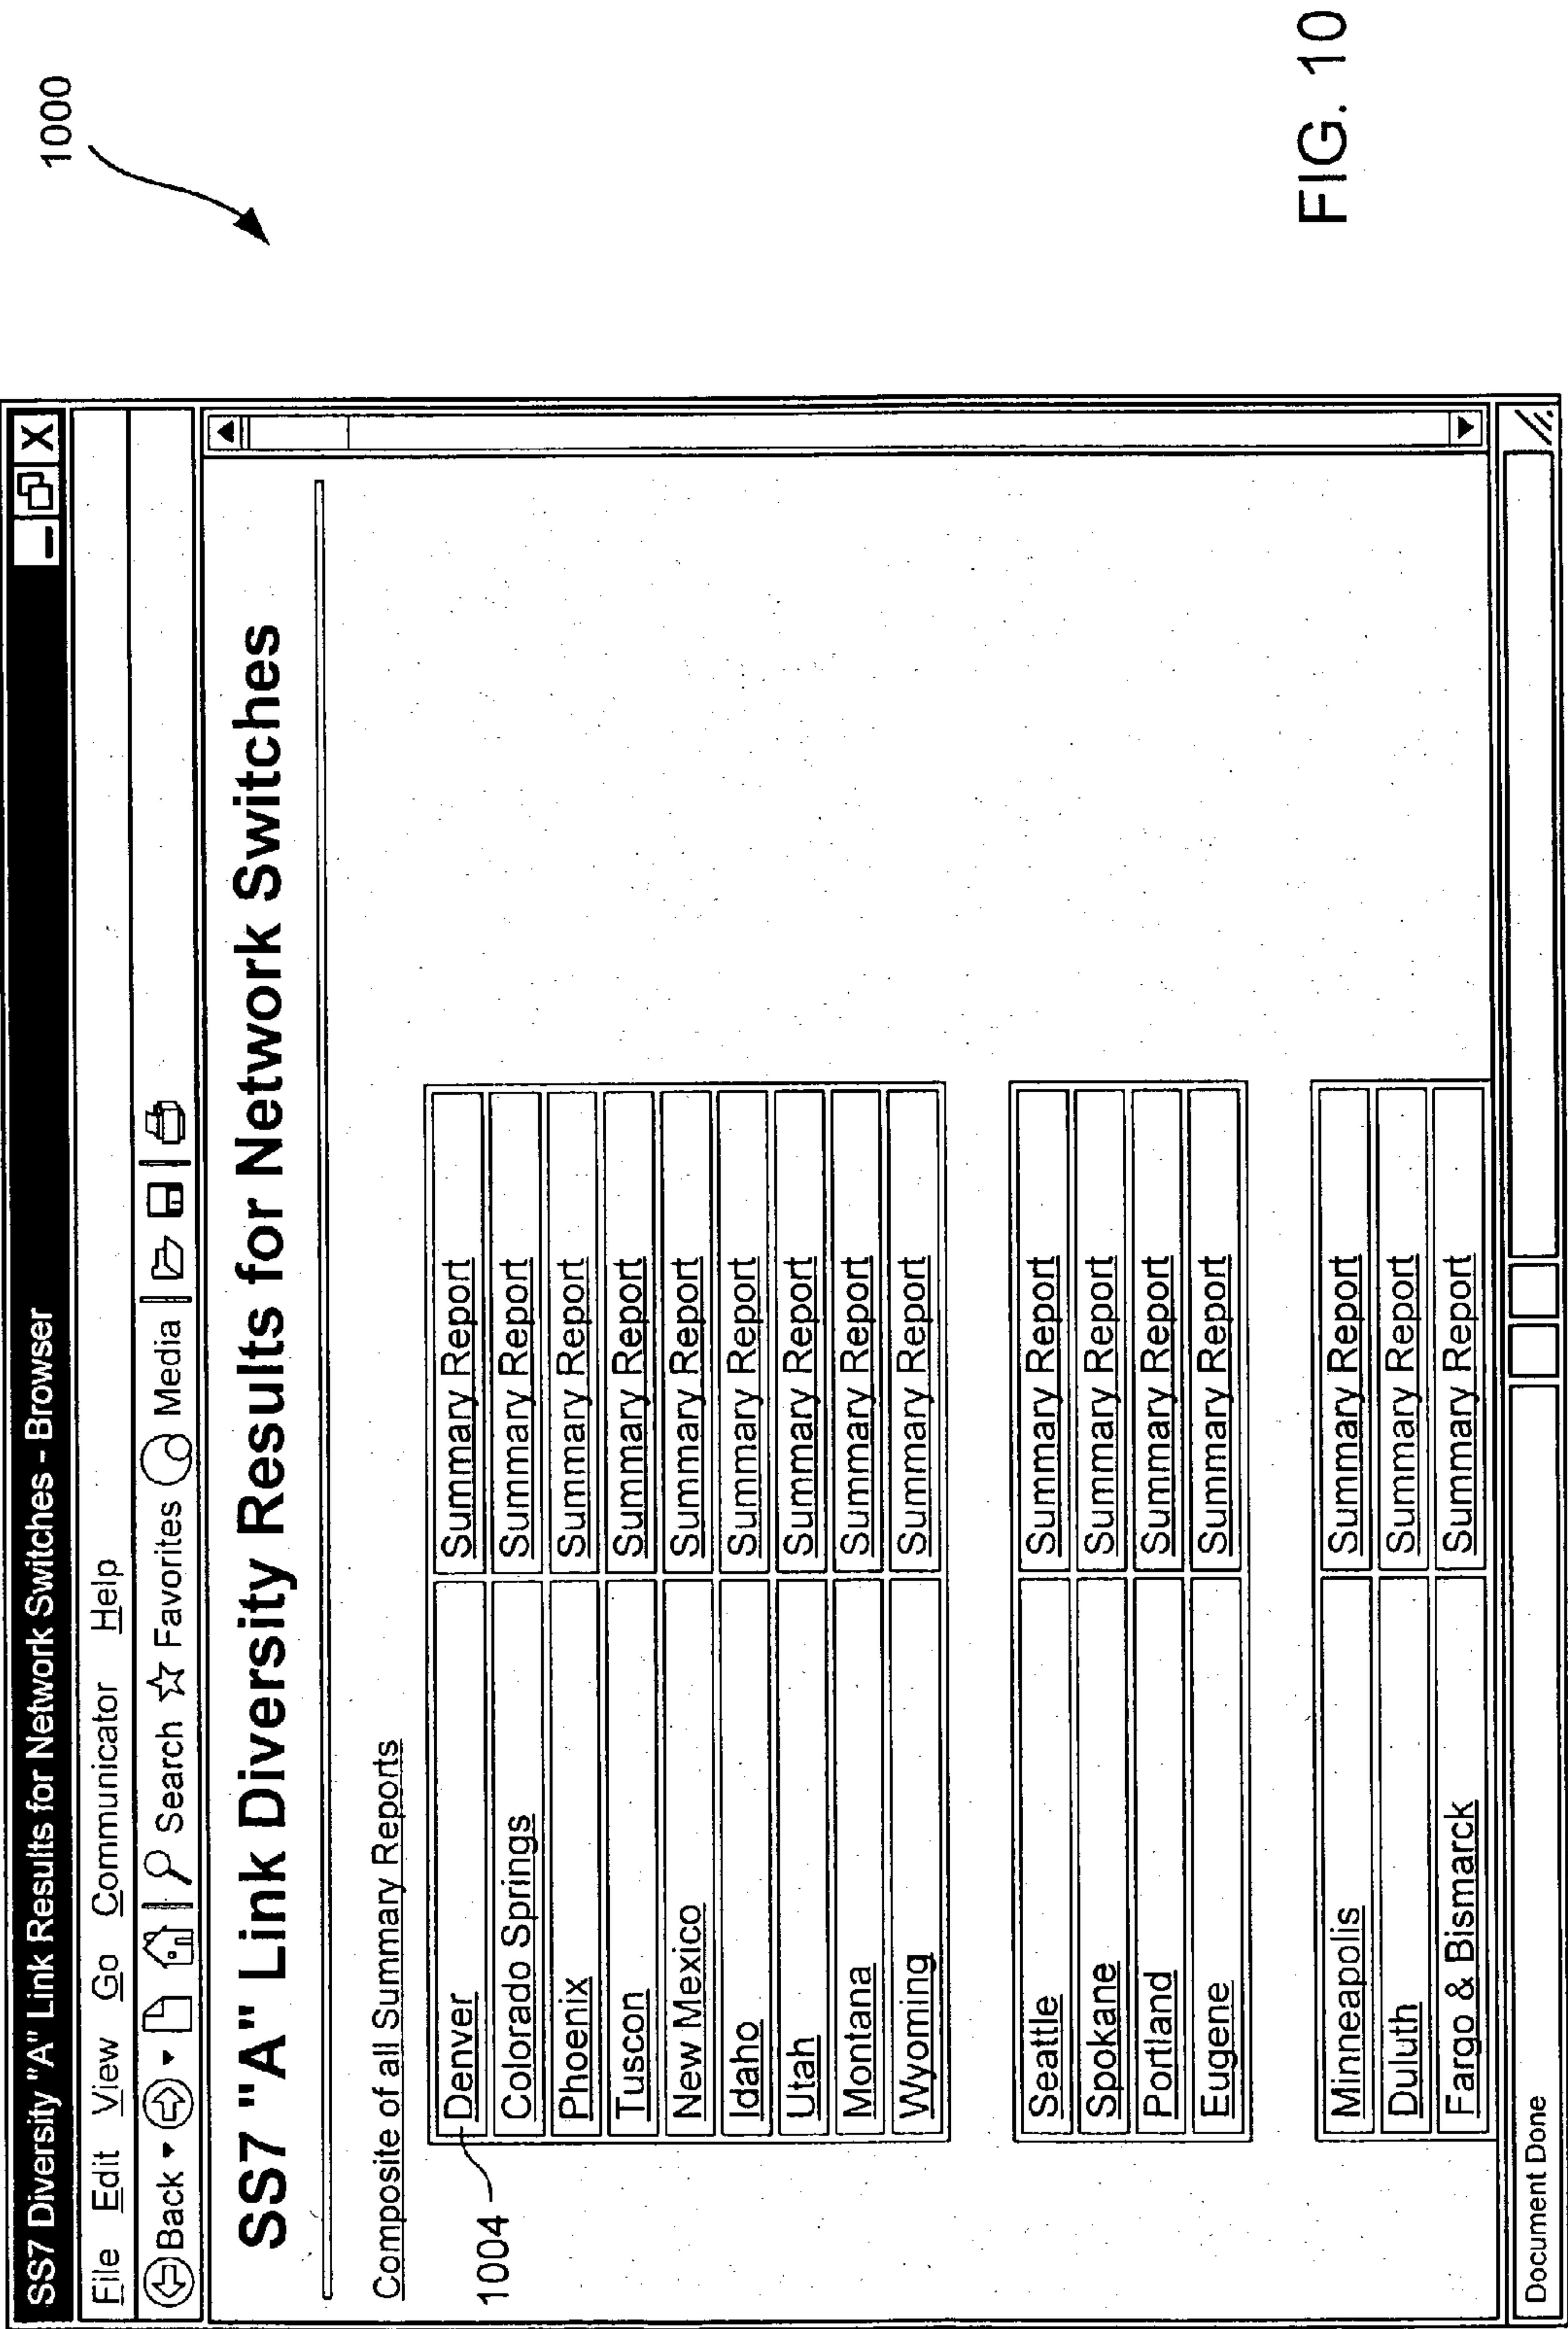 1000
SS7 Diversity "A" Link Results for Network Switches - Browser
X
File Edit View Go Communicator Help
Back Search Favorites Media
SS7 "A" Link Diversity Results for Network Switches
Composite of all Summary Reports
1004
Denver Summary Report
Colorado Springs Summary Report
Phoenix Summary Report
Tuscon Summary Report
New Mexico Summary Report
Idaho Summary Report
Utah Summary Report
Montana Summary Report
Wyoming Summary Report
Seattle Summary Report
Spokane Summary Report
Portland Summary Report
Eugene Summary Report
Minneapolis Summary Report
Duluth Summary Report
Fargo & Bismarck Summary Report
Document Done
FIG. 10